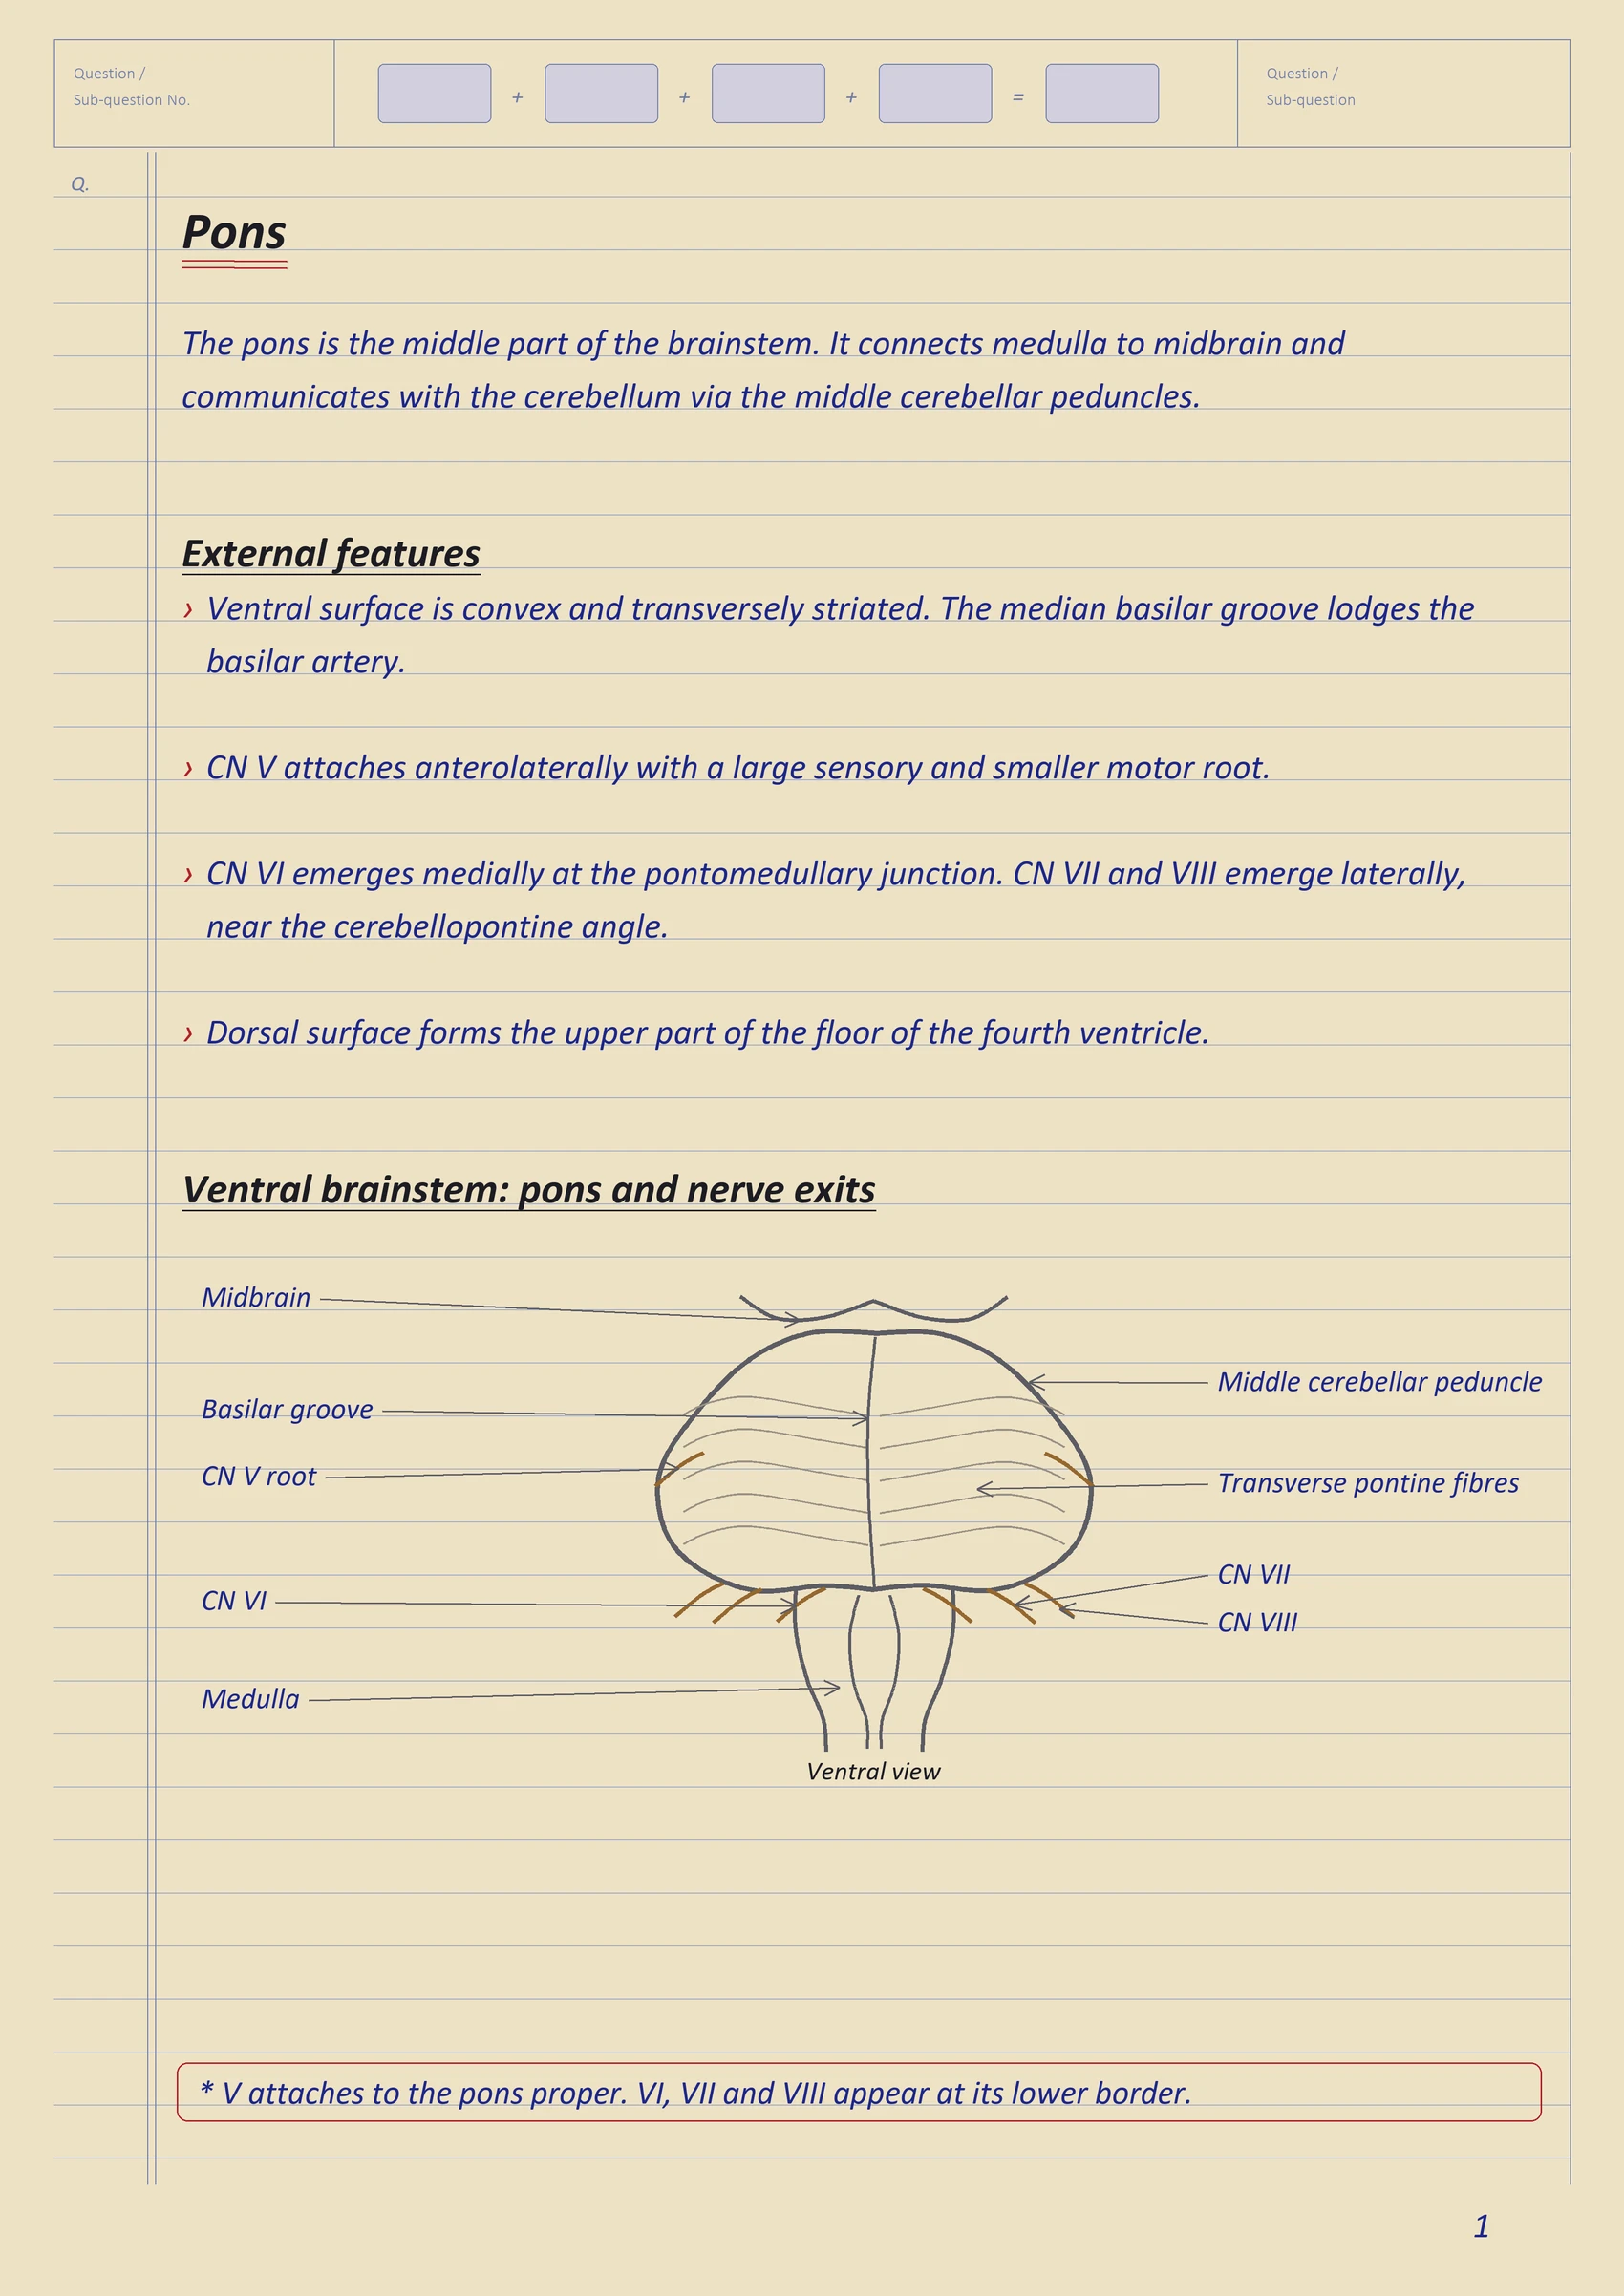 Question /
Sub-question No.
+ + + =
Question /
Sub-question
Q.
Pons
The pons is the middle part of the brainstem. It connects medulla to midbrain and
communicates with the cerebellum via the middle cerebellar peduncles.
External features
› Ventral surface is convex and transversely striated. The median basilar groove lodges the
basilar artery.
› CN V attaches anterolaterally with a large sensory and smaller motor root.
› CN VI emerges medially at the pontomedullary junction. CN VII and VIII emerge laterally,
near the cerebellopontine angle.
› Dorsal surface forms the upper part of the floor of the fourth ventricle.
Ventral brainstem: pons and nerve exits
Midbrain
Middle cerebellar peduncle
Basilar groove
CN V root
Transverse pontine fibres
CN VII
CN VI
CN VIII
Medulla
Ventral view
* V attaches to the pons proper. VI, VII and VIII appear at its lower border.
1